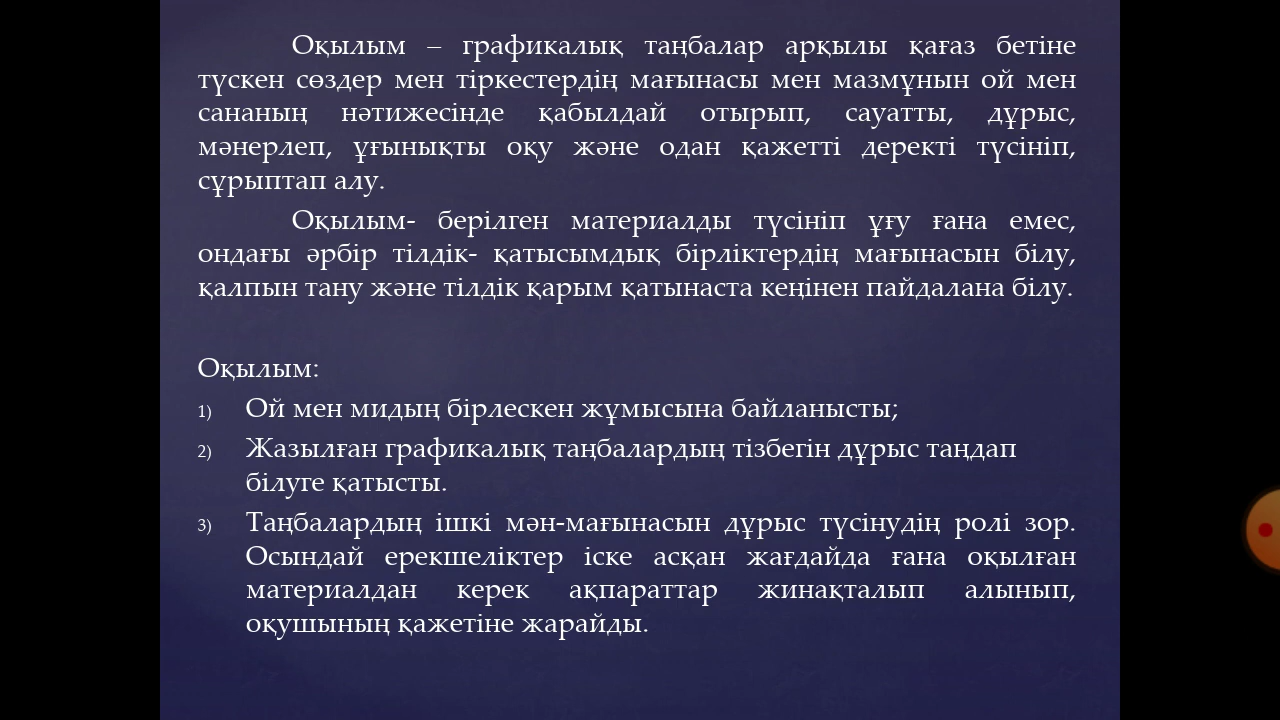 Оқылым – графикалық таңбалар арқылы қағаз бетіне
түскен сөздер мен тіркестердің мағынасы мен мазмұнын ой мен
сананың нәтижесінде қабылдай отырып, сауатты, дұрыс,
мәнерлеп, ұғынықты оқу және одан қажетті деректі түсініп,
сұрыптап алу.
Оқылым- берілген материалды түсініп ұғу ғана емес,
ондағы әрбір тілдік- қатысымдық бірліктердің мағынасын білу,
қалпын тану және тілдік қарым қатынаста кеңінен пайдалана білу.
Оқылым:
1) Ой мен мидың бірлескен жұмысына байланысты;
2) Жазылған графикалық таңбалардың тізбегін дұрыс таңдап
білуге қатысты.
3) Таңбалардың ішкі мән-мағынасын дұрыс түсінудің ролі зор.
Осындай ерекшеліктер іске асқан жағдайда ғана оқылған
материалдан керек ақпараттар жинақталып алынып,
оқушының қажетіне жарайды.